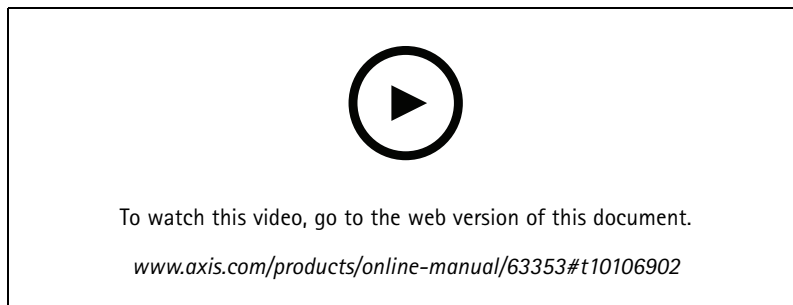 To watch this video, go to the web version of this document.
www.axis.com/products/online-manual/63353#t10106902